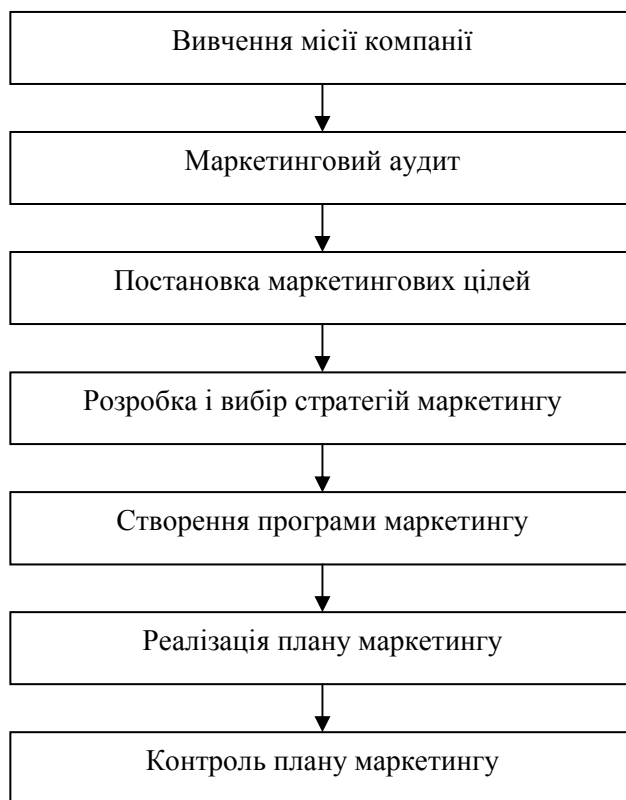 Вивчення місії компанії
Маркетинговий аудит
Постановка маркетингових цілей
Розробка і вибір стратегій маркетингу
Створення програми маркетингу
Реалізація плану маркетингу
Контроль плану маркетингу